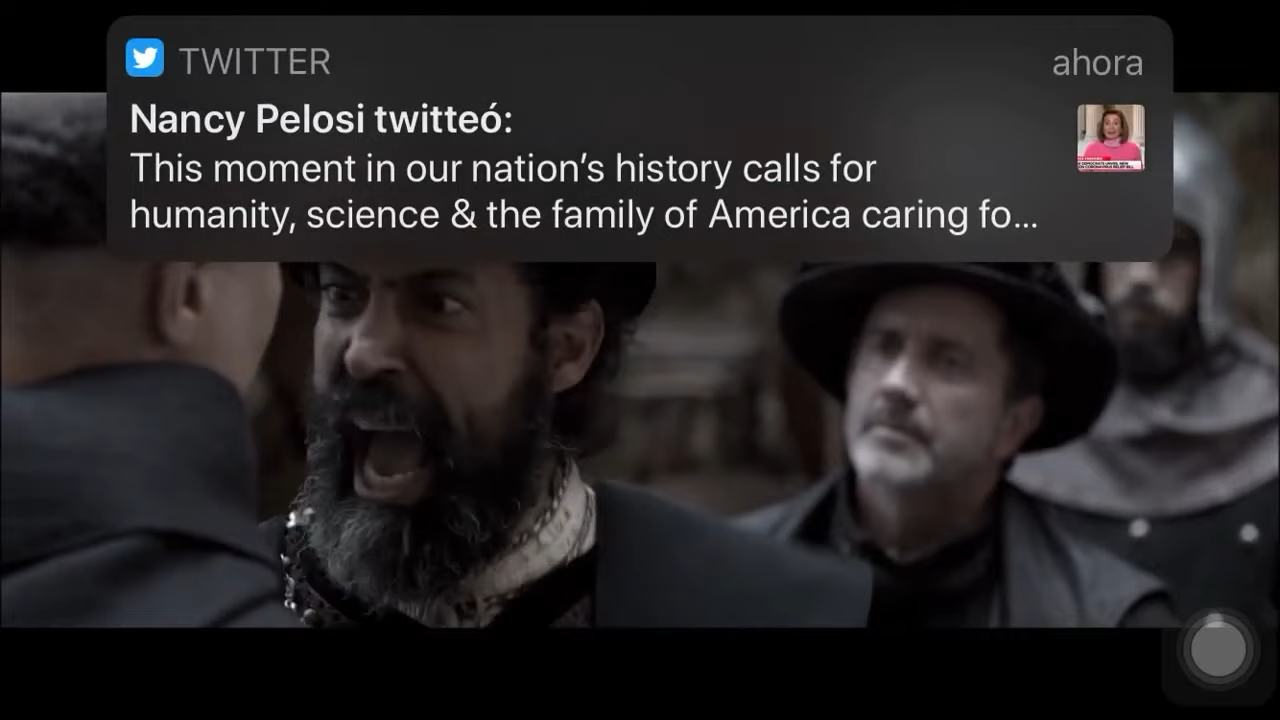 TWITTER
ahora
Nancy Pelosi twitteó:
This moment in our nation's history calls for
humanity, science & the family of America caring fo...